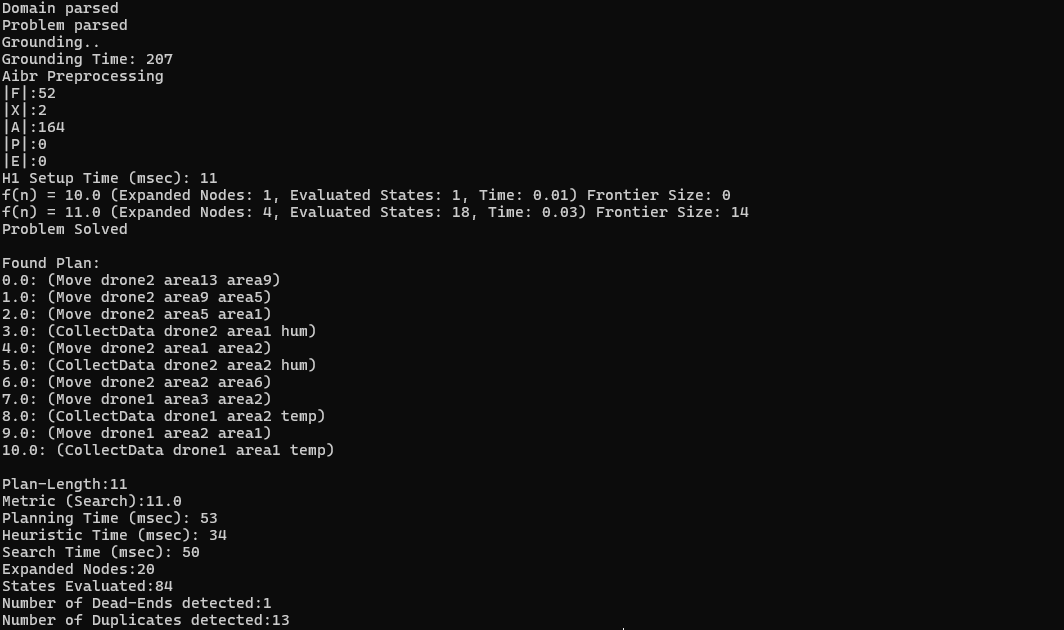 Domain parsed
Problem parsed
Grounding..
Grounding Time: 207
Aibr Preprocessing
|F|:52
|X|:2
|A|:164
|P|:0
|E|:0
H1 Setup Time (msec): 11
f(n) = 10.0 (Expanded Nodes: 1, Evaluated States: 1, Time: 0.01) Frontier Size: 0
f(n) = 11.0 (Expanded Nodes: 4, Evaluated States: 18, Time: 0.03) Frontier Size: 14
Problem Solved
Found Plan:
0.0: (Move drone2 area13 area9)
1.0: (Move drone2 area9 area5)
2.0: (Move drone2 area5 area1)
3.0: (CollectData drone2 area1 hum)
4.0: (Move drone2 area1 area2)
5.0: (CollectData drone2 area2 hum)
6.0: (Move drone2 area2 area6)
7.0: (Move drone1 area3 area2)
8.0: (CollectData drone1 area2 temp)
9.0: (Move drone1 area2 area1)
10.0: (CollectData drone1 area1 temp)
Plan-Length:11
Metric (Search):11.0
Planning Time (msec): 53
Heuristic Time (msec): 34
Search Time (msec): 50
Expanded Nodes:20
States Evaluated:84
Number of Dead-Ends detected:1
Number of Duplicates detected:13